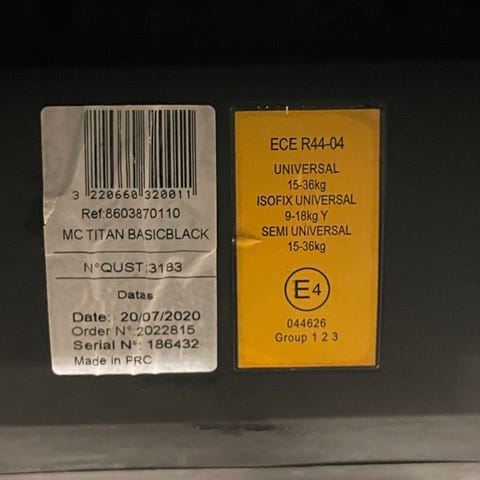 3 220660 320011
Ref:8603870110
MC TITAN BASICBLACK
N°QUST:3183
Datas
Date: 20/07/2020
Order N°:2022815
Serial N°: 186432
Made in PRC
ECE R44-04
UNIVERSAL
15-36kg
ISOFIX UNIVERSAL
9-18kg Y
SEMI UNIVERSAL
15-36kg
E4
044626
Group 1 2 3